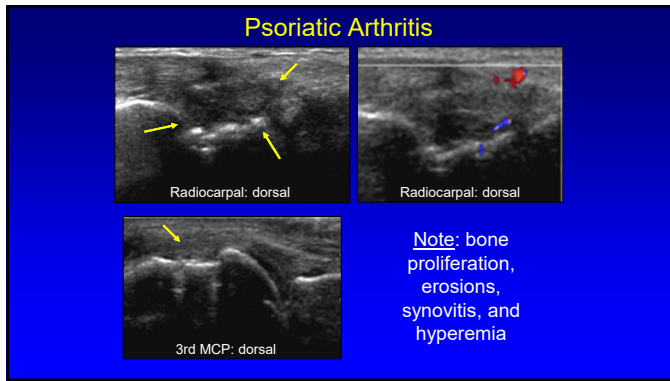 Psoriatic Arthritis
Radiocarpal: dorsal
Radiocarpal: dorsal
3rd MCP: dorsal
Note: bone
proliferation,
erosions,
synovitis, and
hyperemia